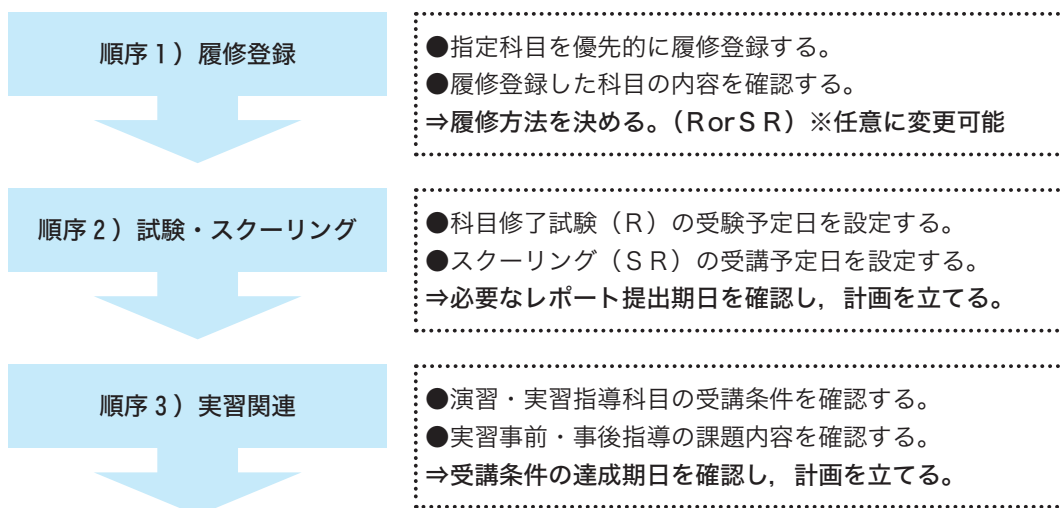 順序１）履修登録
●指定科目を優先的に履修登録する。
●履修登録した科目の内容を確認する。
⇒履修方法を決める。（ＲorＳＲ）※任意に変更可能
順序２）試験・スクーリング
●科目修了試験（Ｒ）の受験予定日を設定する。
●スクーリング（ＳＲ）の受講予定日を設定する。
⇒必要なレポート提出期日を確認し，計画を立てる。
順序３）実習関連
●演習・実習指導科目の受講条件を確認する。
●実習事前・事後指導の課題内容を確認する。
⇒受講条件の達成期日を確認し，計画を立てる。